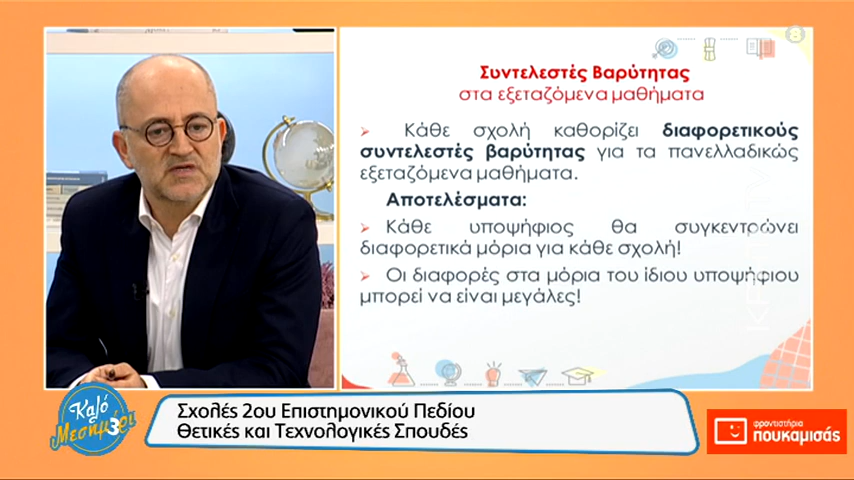 Συντελεστές Βαρύτητας
στα εξεταζόμενα μαθήματα
➤ Κάθε σχολή καθορίζει διαφορετικούς
συντελεστές βαρύτητας για τα πανελλαδικώς
εξεταζόμενα μαθήματα.
Αποτελέσματα:
➤ Κάθε υποψήφιος θα συγκεντρώνει
διαφορετικά μόρια για κάθε σχολή!
➤ Οι διαφορές στα μόρια του ίδιου υποψήφιου
μπορεί να είναι μεγάλες!
Καλό
Μεσημέρι
3
Σχολές 2ου Επιστημονικού Πεδίου
Θετικές και Τεχνολογικές Σπουδές
φροντιστήρια
πουκαμισάς
8